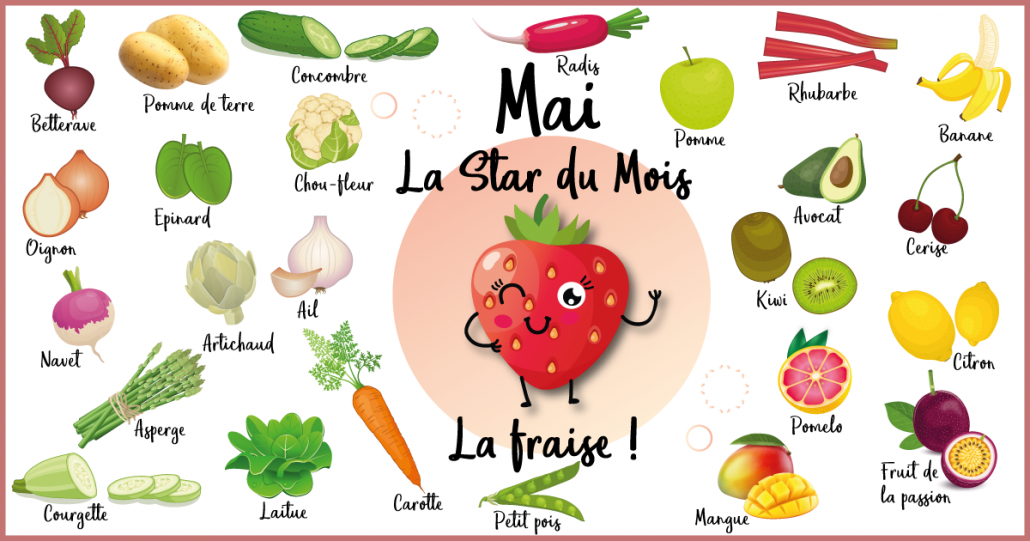 Betterave
Pomme de terre
Concombre
Radis
Pomme
Rhubarbe
Banane
Mai
La Star du Mois
Oignon
Epinard
Chou-fleur
Avocat
Cerise
Navet
Artichaud
Ail
Kiwi
Citron
Asperge
Pomelo
La fraise !
Courgette
Laitue
Carotte
Petit pois
Mangue
Fruit de
la passion